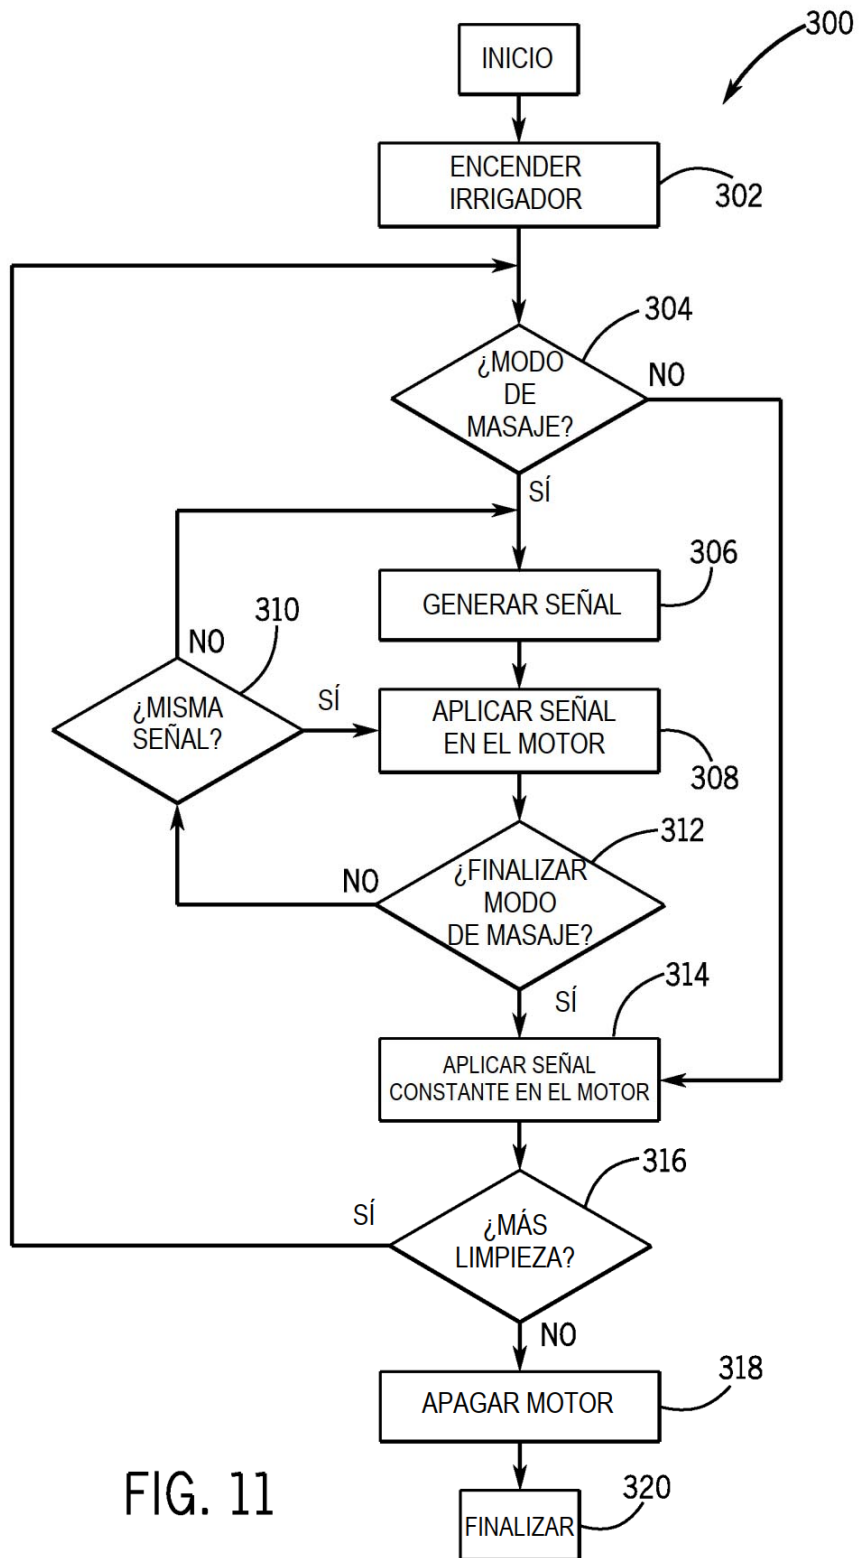 300
INICIO
ENCENDER
IRRIGADOR
302
304
¿MODO
DE
MASAJE?
NO
SÍ
306
GENERAR SEÑAL
310
NO
¿MISMA
SEÑAL?
SÍ
APLICAR SEÑAL
EN EL MOTOR
308
312
NO
¿FINALIZAR
MODO
DE MASAJE?
SÍ
314
APLICAR SEÑAL
CONSTANTE EN EL MOTOR
316
SÍ
¿MÁS
LIMPIEZA?
NO
318
APAGAR MOTOR
320
FINALIZAR
FIG. 11